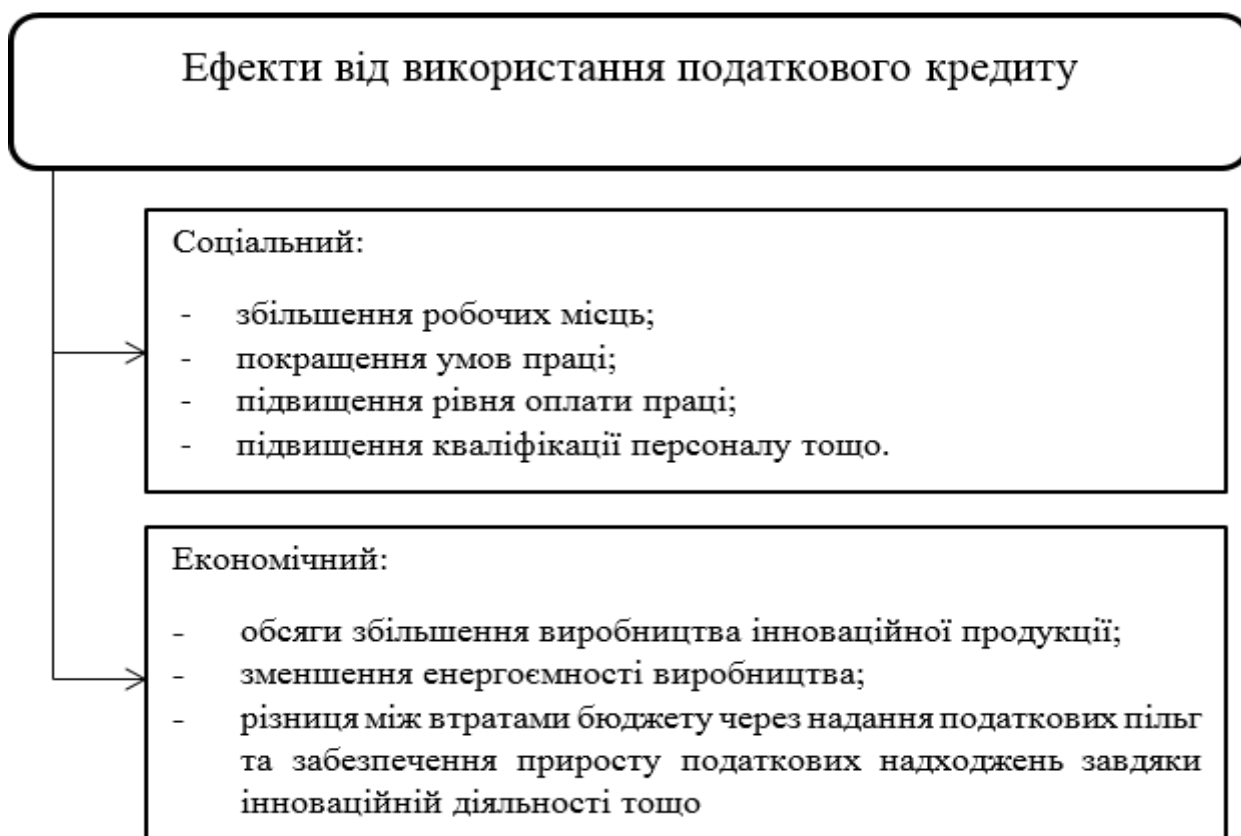 Ефекти від використання податкового кредиту
Соціальний:
- збільшення робочих місць;
- покращення умов праці;
- підвищення рівня оплати праці;
- підвищення кваліфікації персоналу тощо.
Економічний:
- обсяги збільшення виробництва інноваційної продукції;
- зменшення енергоємності виробництва;
- різниця між втратами бюджету через надання податкових пільг
та забезпечення приросту податкових надходжень завдяки
інноваційній діяльності тощо